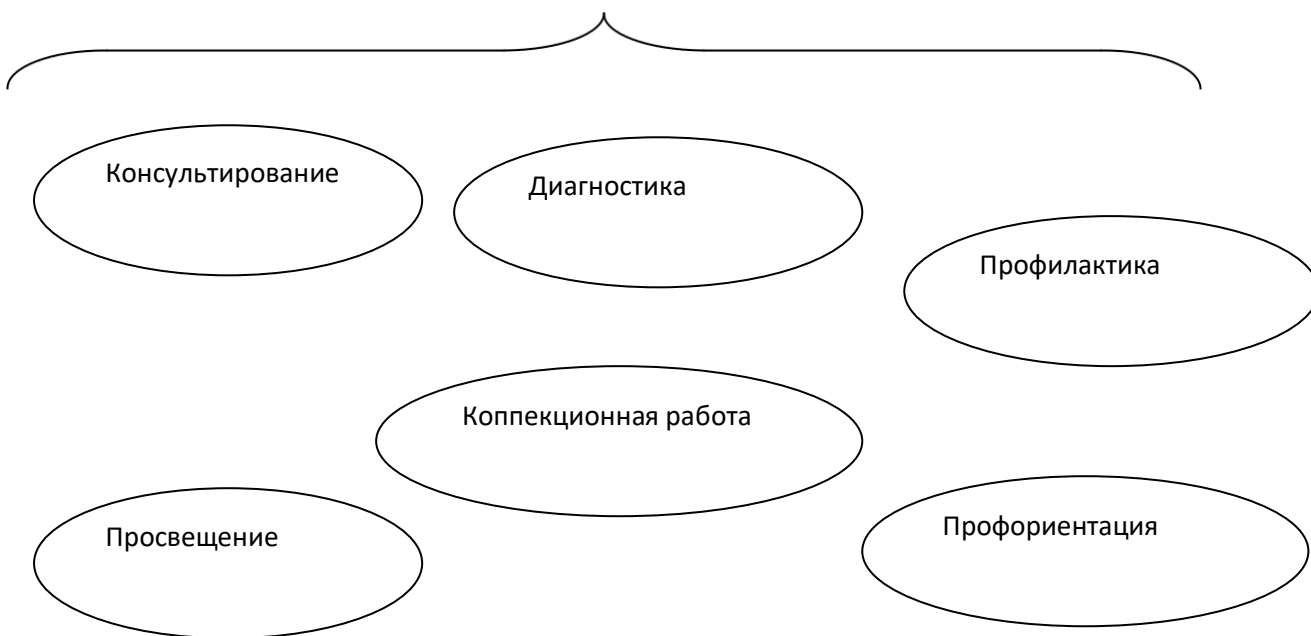 Консультирование
Диагностика
Профилактика
Коппекционная работа
Просвещение
Профориентация